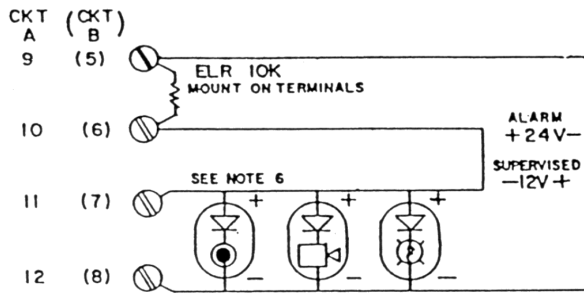 CKT (CKT)
A B
9 (5)
ELR 10K
MOUNT ON TERMINALS
10 (6)
ALARM
+24V-
SUPERVISED
-12V+
SEE NOTE 6
11 (7)
+ + +
12 (8)
- - -